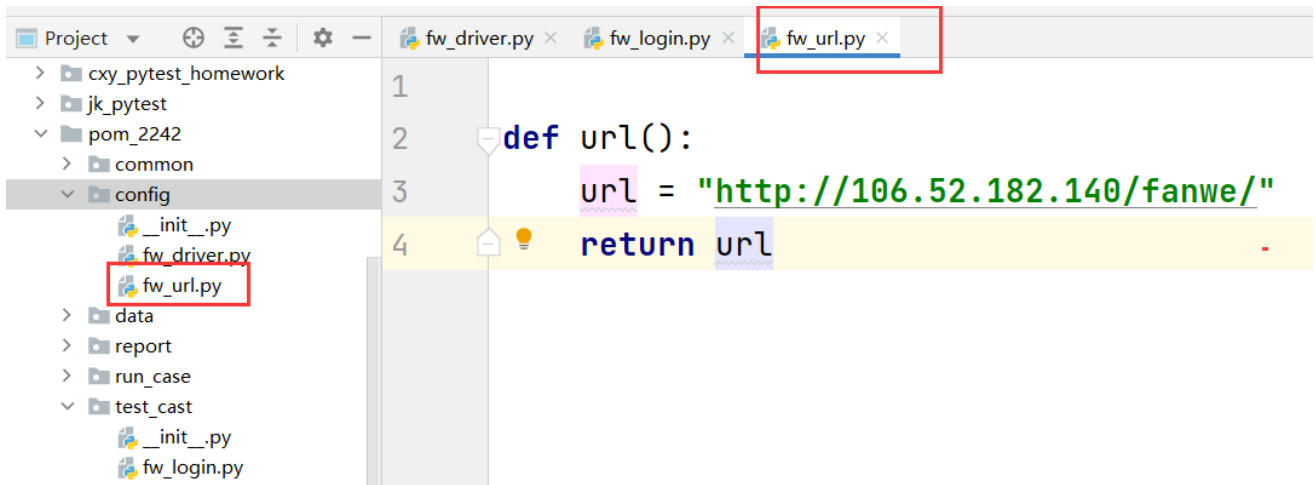 Project
fw_driver.py
fw_login.py
fw_url.py
cxy_pytest_homework
jk_pytest
pom_2242
common
config
__init__.py
fw_driver.py
fw_url.py
data
report
run_case
test_cast
__init__.py
fw_login.py
1
2 def url():
3 url = "http://106.52.182.140/fanwe/"
4 return url